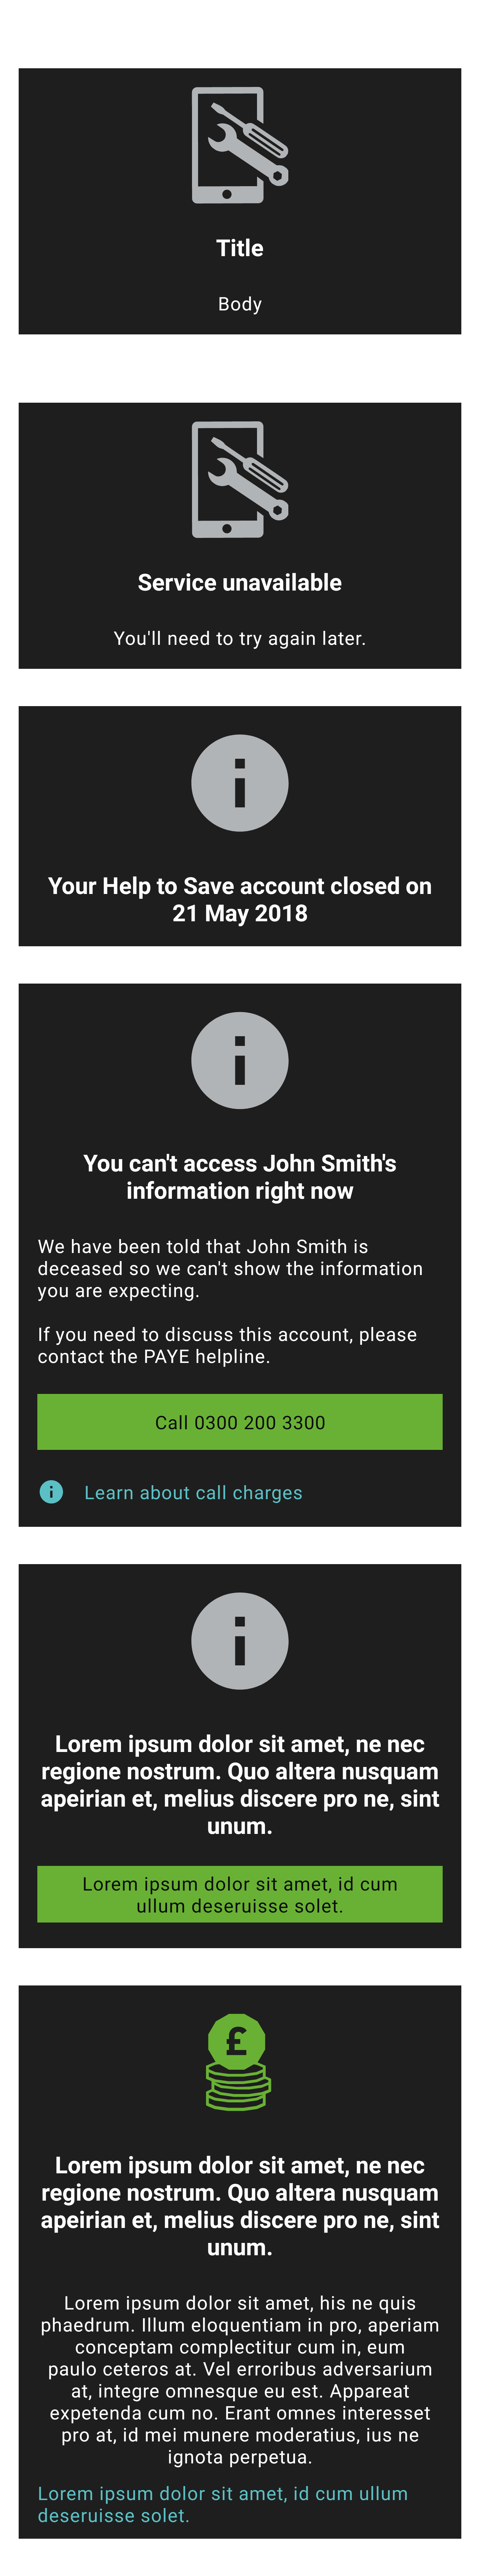 Title
Body
Service unavailable
You'll need to try again later.
Your Help to Save account closed on
21 May 2018
You can't access John Smith's
information right now
We have been told that John Smith is
deceased so we can't show the information
you are expecting.
If you need to discuss this account, please
contact the PAYE helpline.
Call 0300 200 3300
Learn about call charges
Lorem ipsum dolor sit amet, ne nec
regione nostrum. Quo altera nusquam
apeirian et, melius discere pro ne, sint
unum.
Lorem ipsum dolor sit amet, id cum
ullum deseruisse solet.
£
Lorem ipsum dolor sit amet, ne nec
regione nostrum. Quo altera nusquam
apeirian et, melius discere pro ne, sint
unum.
Lorem ipsum dolor sit amet, his ne quis
phaedrum. Illum eloquentiam in pro, aperiam
conceptam complectitur cum in, eum
paulo ceteros at. Vel erroribus adversarium
at, integre omnesque eu est. Appareat
expetenda cum no. Erant omnes interesset
pro at, id mei munere moderatius, ius ne
ignota perpetua.
Lorem ipsum dolor sit amet, id cum ullum
deseruisse solet.